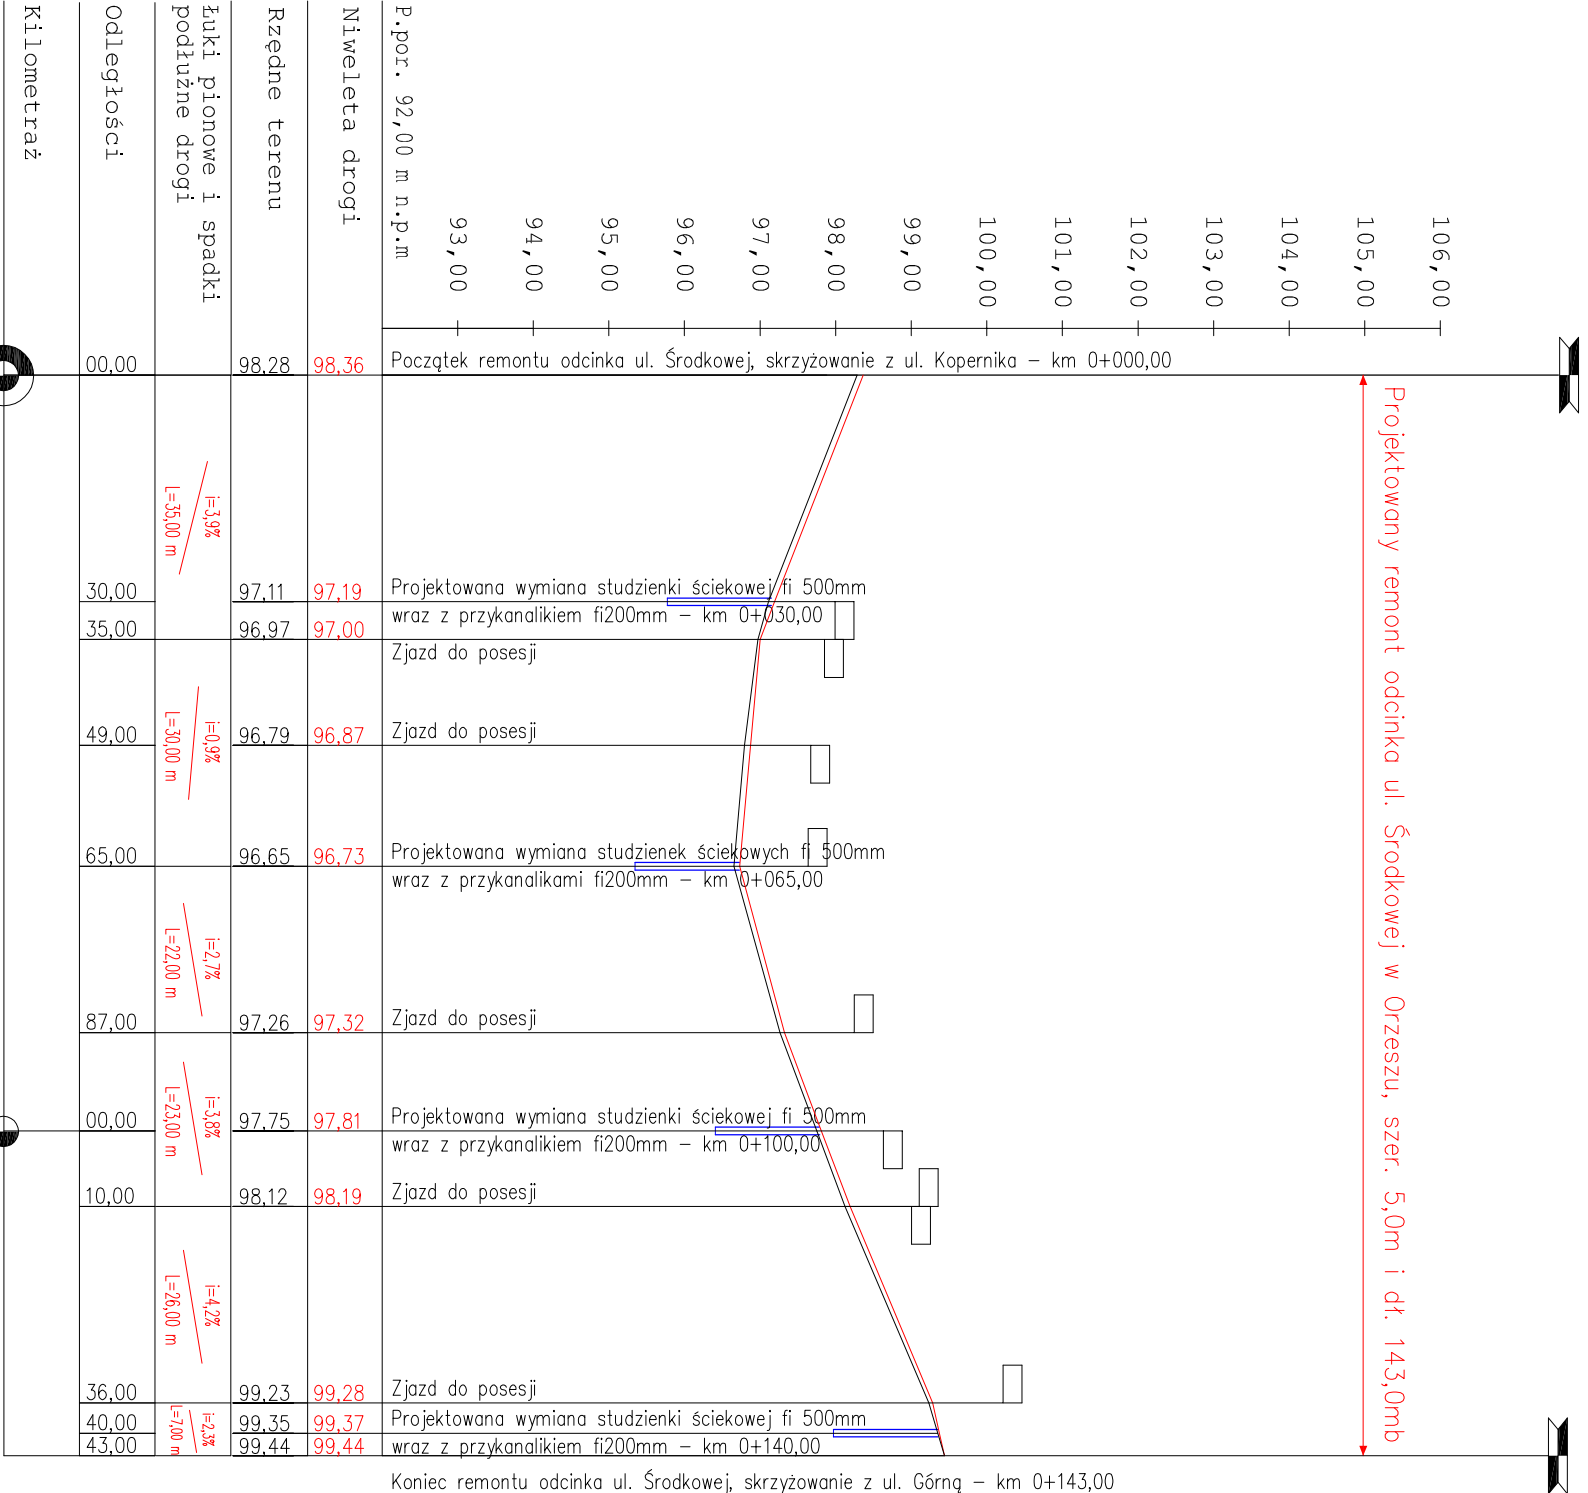 106,00
105,00
104,00
103,00
102,00
101,00
100,00
99,00
98,00
97,00
96,00
95,00
94,00
93,00
P.por. 92,00 m n.p.m
Niweleta drogi
Rzędne terenu
Łuki pionowe i spadki
podłużne drogi
Odległości
Kilometraż
Projektowany remont odcinka ul. Środkowej w Orzeszu, szer. 5,0m i dł. 143,0mb
00,00 98,28 98,36 Początek remontu odcinka ul. Środkowej, skrzyżowanie z ul. Kopernika – km 0+000,00
i=3,9%
L=35,00 m
30,00 97,11 97,19 Projektowana wymiana studzienki ściekowej fi 500mm
wraz z przykanalikiem fi200mm – km 0+030,00
35,00 96,97 97,00 Zjazd do posesji
i=0,9%
L=30,00 m
49,00 96,79 96,87 Zjazd do posesji
65,00 96,65 96,73 Projektowana wymiana studzienek ściekowych fi 500mm
wraz z przykanalikami fi200mm – km 0+065,00
i=2,7%
L=22,00 m
87,00 97,26 97,32 Zjazd do posesji
i=3,8%
L=23,00 m
00,00 97,75 97,81 Projektowana wymiana studzienki ściekowej fi 500mm
wraz z przykanalikiem fi200mm – km 0+100,00
10,00 98,12 98,19 Zjazd do posesji
i=4,2%
L=26,00 m
36,00 99,23 99,28 Zjazd do posesji
i=2,3%
L=7,00 m
40,00 99,35 99,37 Projektowana wymiana studzienki ściekowej fi 500mm
43,00 99,44 99,44 wraz z przykanalikiem fi200mm – km 0+140,00
Koniec remontu odcinka ul. Środkowej, skrzyżowanie z ul. Górną – km 0+143,00